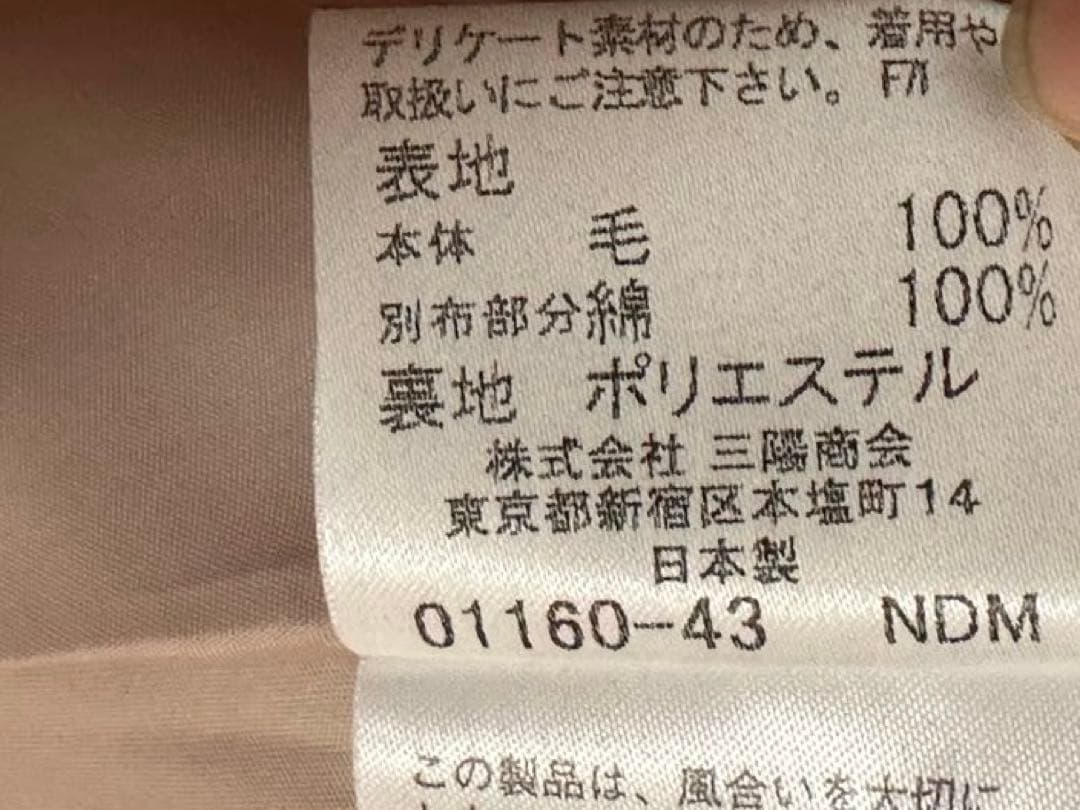 デリケート素材のため、着用や
取扱いにご注意下さい。 F/I
表地
本体 毛 100%
別布部分綿 100%
裏地 ポリエステル
株式会社 三陽商会
東京都新宿区本塩町14
日本製
01160-43 NDM
この製品は、風合いを大切に